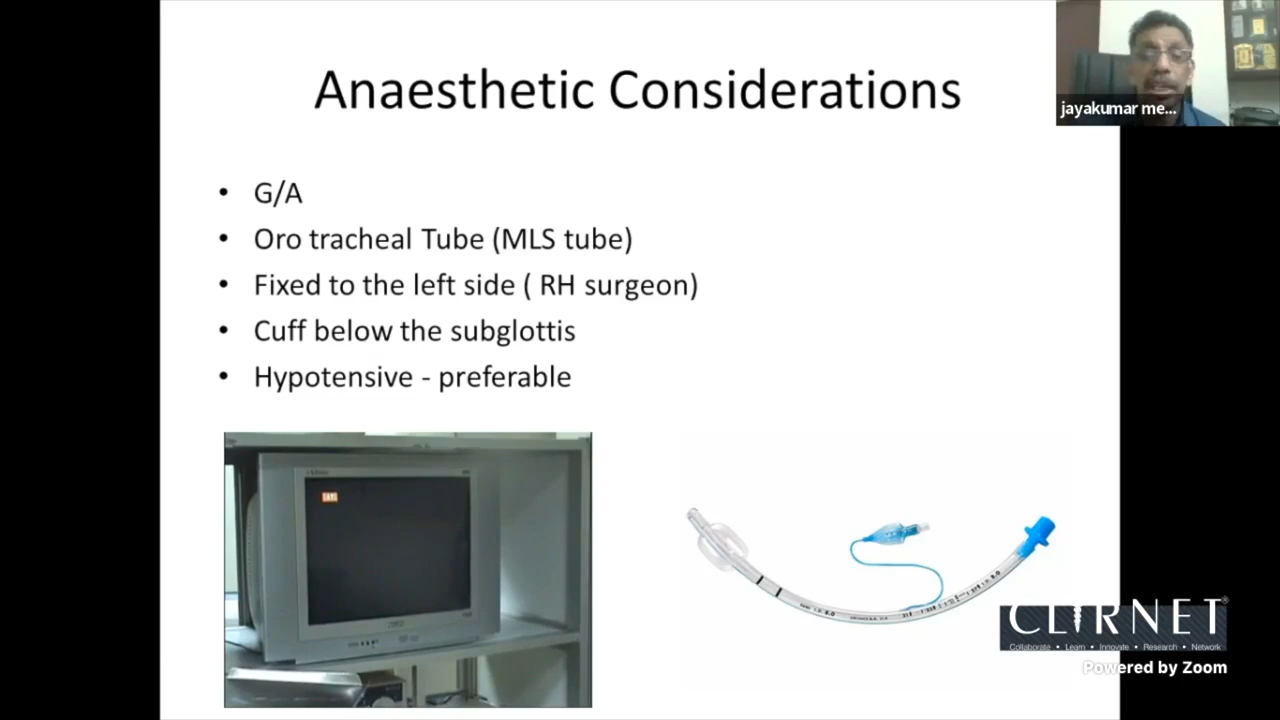 Anaesthetic Considerations
jayakumar me...
• G/A
• Oro tracheal Tube (MLS tube)
• Fixed to the left side ( RH surgeon)
• Cuff below the subglottis
• Hypotensive - preferable
CLIRNET®
Collaborate • Learn • Innovate • Research • Network
Powered by Zoom